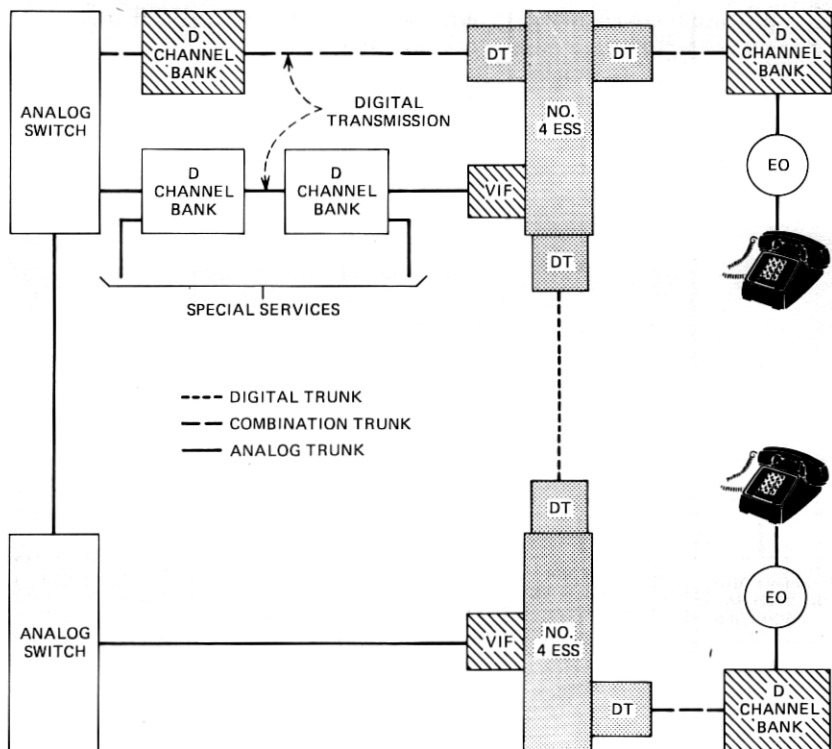 D
CHANNEL
BANK
DT
DT
D
CHANNEL
BANK
ANALOG
SWITCH
DIGITAL
TRANSMISSION
NO.
4 ESS
D
CHANNEL
BANK
D
CHANNEL
BANK
VIF
EO
DT
SPECIAL SERVICES
DIGITAL TRUNK
COMBINATION TRUNK
ANALOG TRUNK
DT
ANALOG
SWITCH
VIF
NO.
4 ESS
EO
DT
D
CHANNEL
BANK